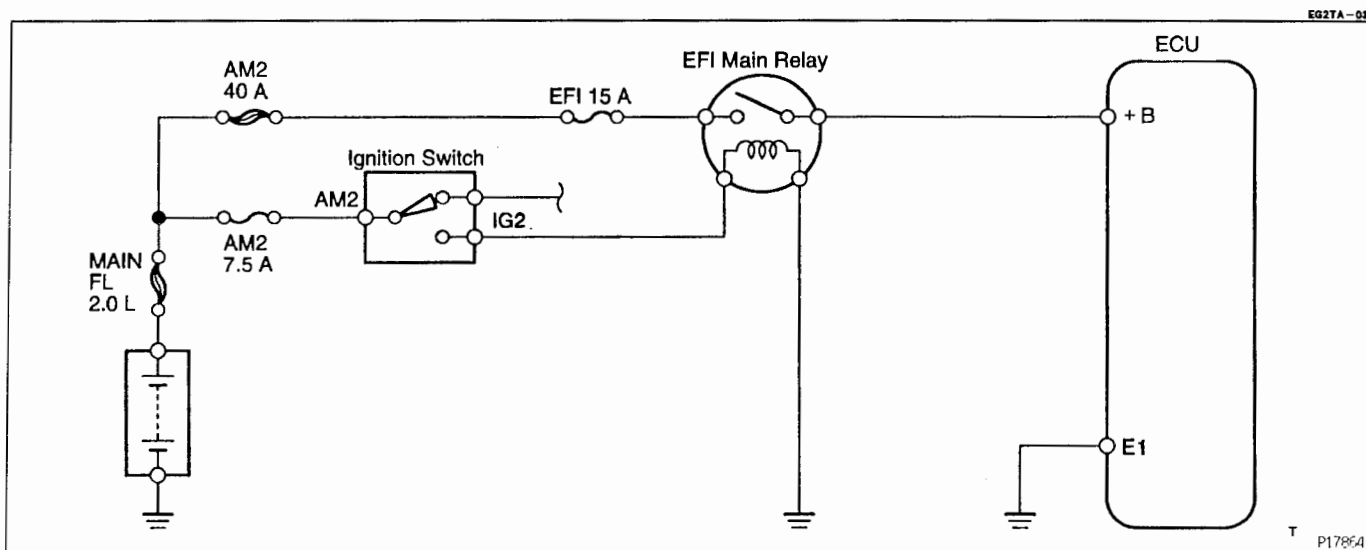 EG2TA-03
ECU
EFI Main Relay
AM2
40 A
EFI 15 A
+ B
Ignition Switch
AM2
IG2
AM2
7.5 A
MAIN
FL
2.0 L
E1
T
P17864